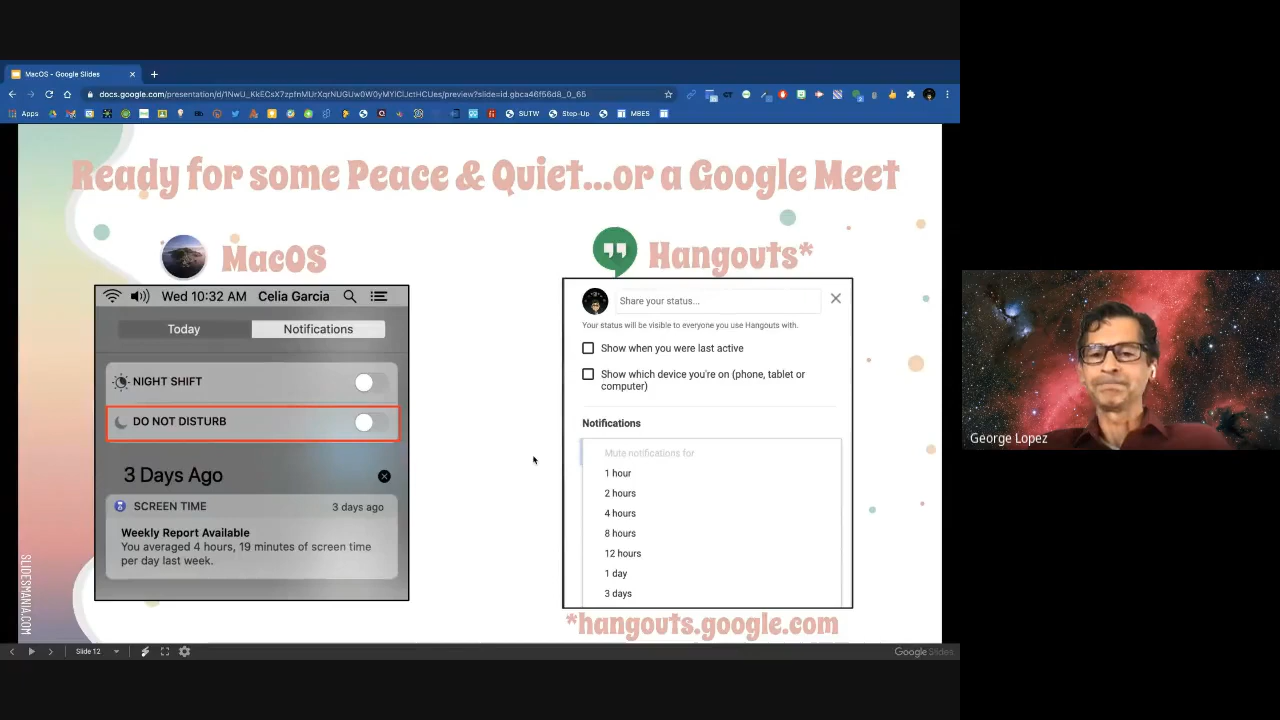 MacOS - Google Slides
docs.google.com/presentation/d/1NwU_KkECsX7zpfnMUrXqrNUGUw0W0yMYlCUctHCUes/preview?slide=id.gbca46f56d8_0_65
Apps
SUTW
Step-Up
MBES
Ready for some Peace & Quiet...or a Google Meet
MacOS
Wed 10:32 AM Celia Garcia
Today
Notifications
NIGHT SHIFT
DO NOT DISTURB
3 Days Ago
SCREEN TIME
3 days ago
Weekly Report Available
You averaged 4 hours, 19 minutes of screen time
per day last week.
Hangouts*
Share your status...
Your status will be visible to everyone you use Hangouts with.
Show when you were last active
Show which device you're on (phone, tablet or
computer)
Notifications
Mute notifications for
1 hour
2 hours
4 hours
8 hours
12 hours
1 day
3 days
*hangouts.google.com
SLIDESMANIA.COM
Slide 12
Google Slides
George Lopez